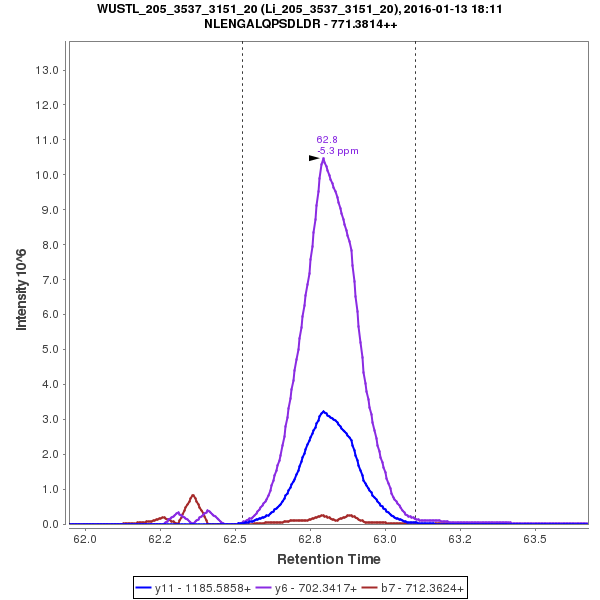 WUSTL_205_3537_3151_20 (Li_205_3537_3151_20), 2016-01-13 18:11
NLENGALQPSDLDR - 771.3814++
62.8
-5.3 ppm
13.0
12.0
11.0
10.0
9.0
8.0
7.0
6.0
5.0
4.0
3.0
2.0
1.0
0.0
Intensity 10^6
62.0 62.2 62.5 62.8 63.0 63.2 63.5
Retention Time
y11 - 1185.5858+ y6 - 702.3417+ b7 - 712.3624+